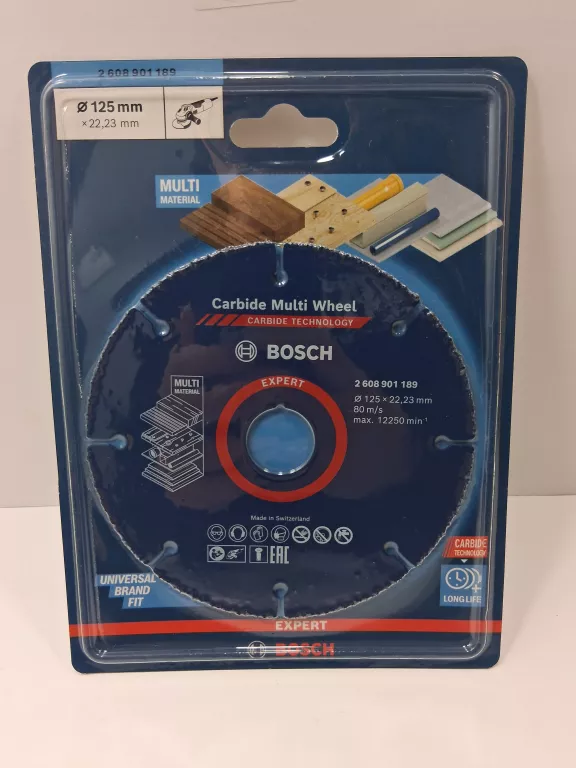 2 608 901 189
Ø 125 mm
× 22,23 mm
MULTI
MATERIAL
Carbide Multi Wheel
CARBIDE TECHNOLOGY
BOSCH
EXPERT
2 608 901 189
Ø 125 × 22,23 mm
80 m/s
max. 12250 min⁻¹
MULTI
MATERIAL
Made in Switzerland
EAC
UNIVERSAL
BRAND
FIT
CARBIDE
TECHNOLOGY
LONG LIFE
EXPERT
BOSCH